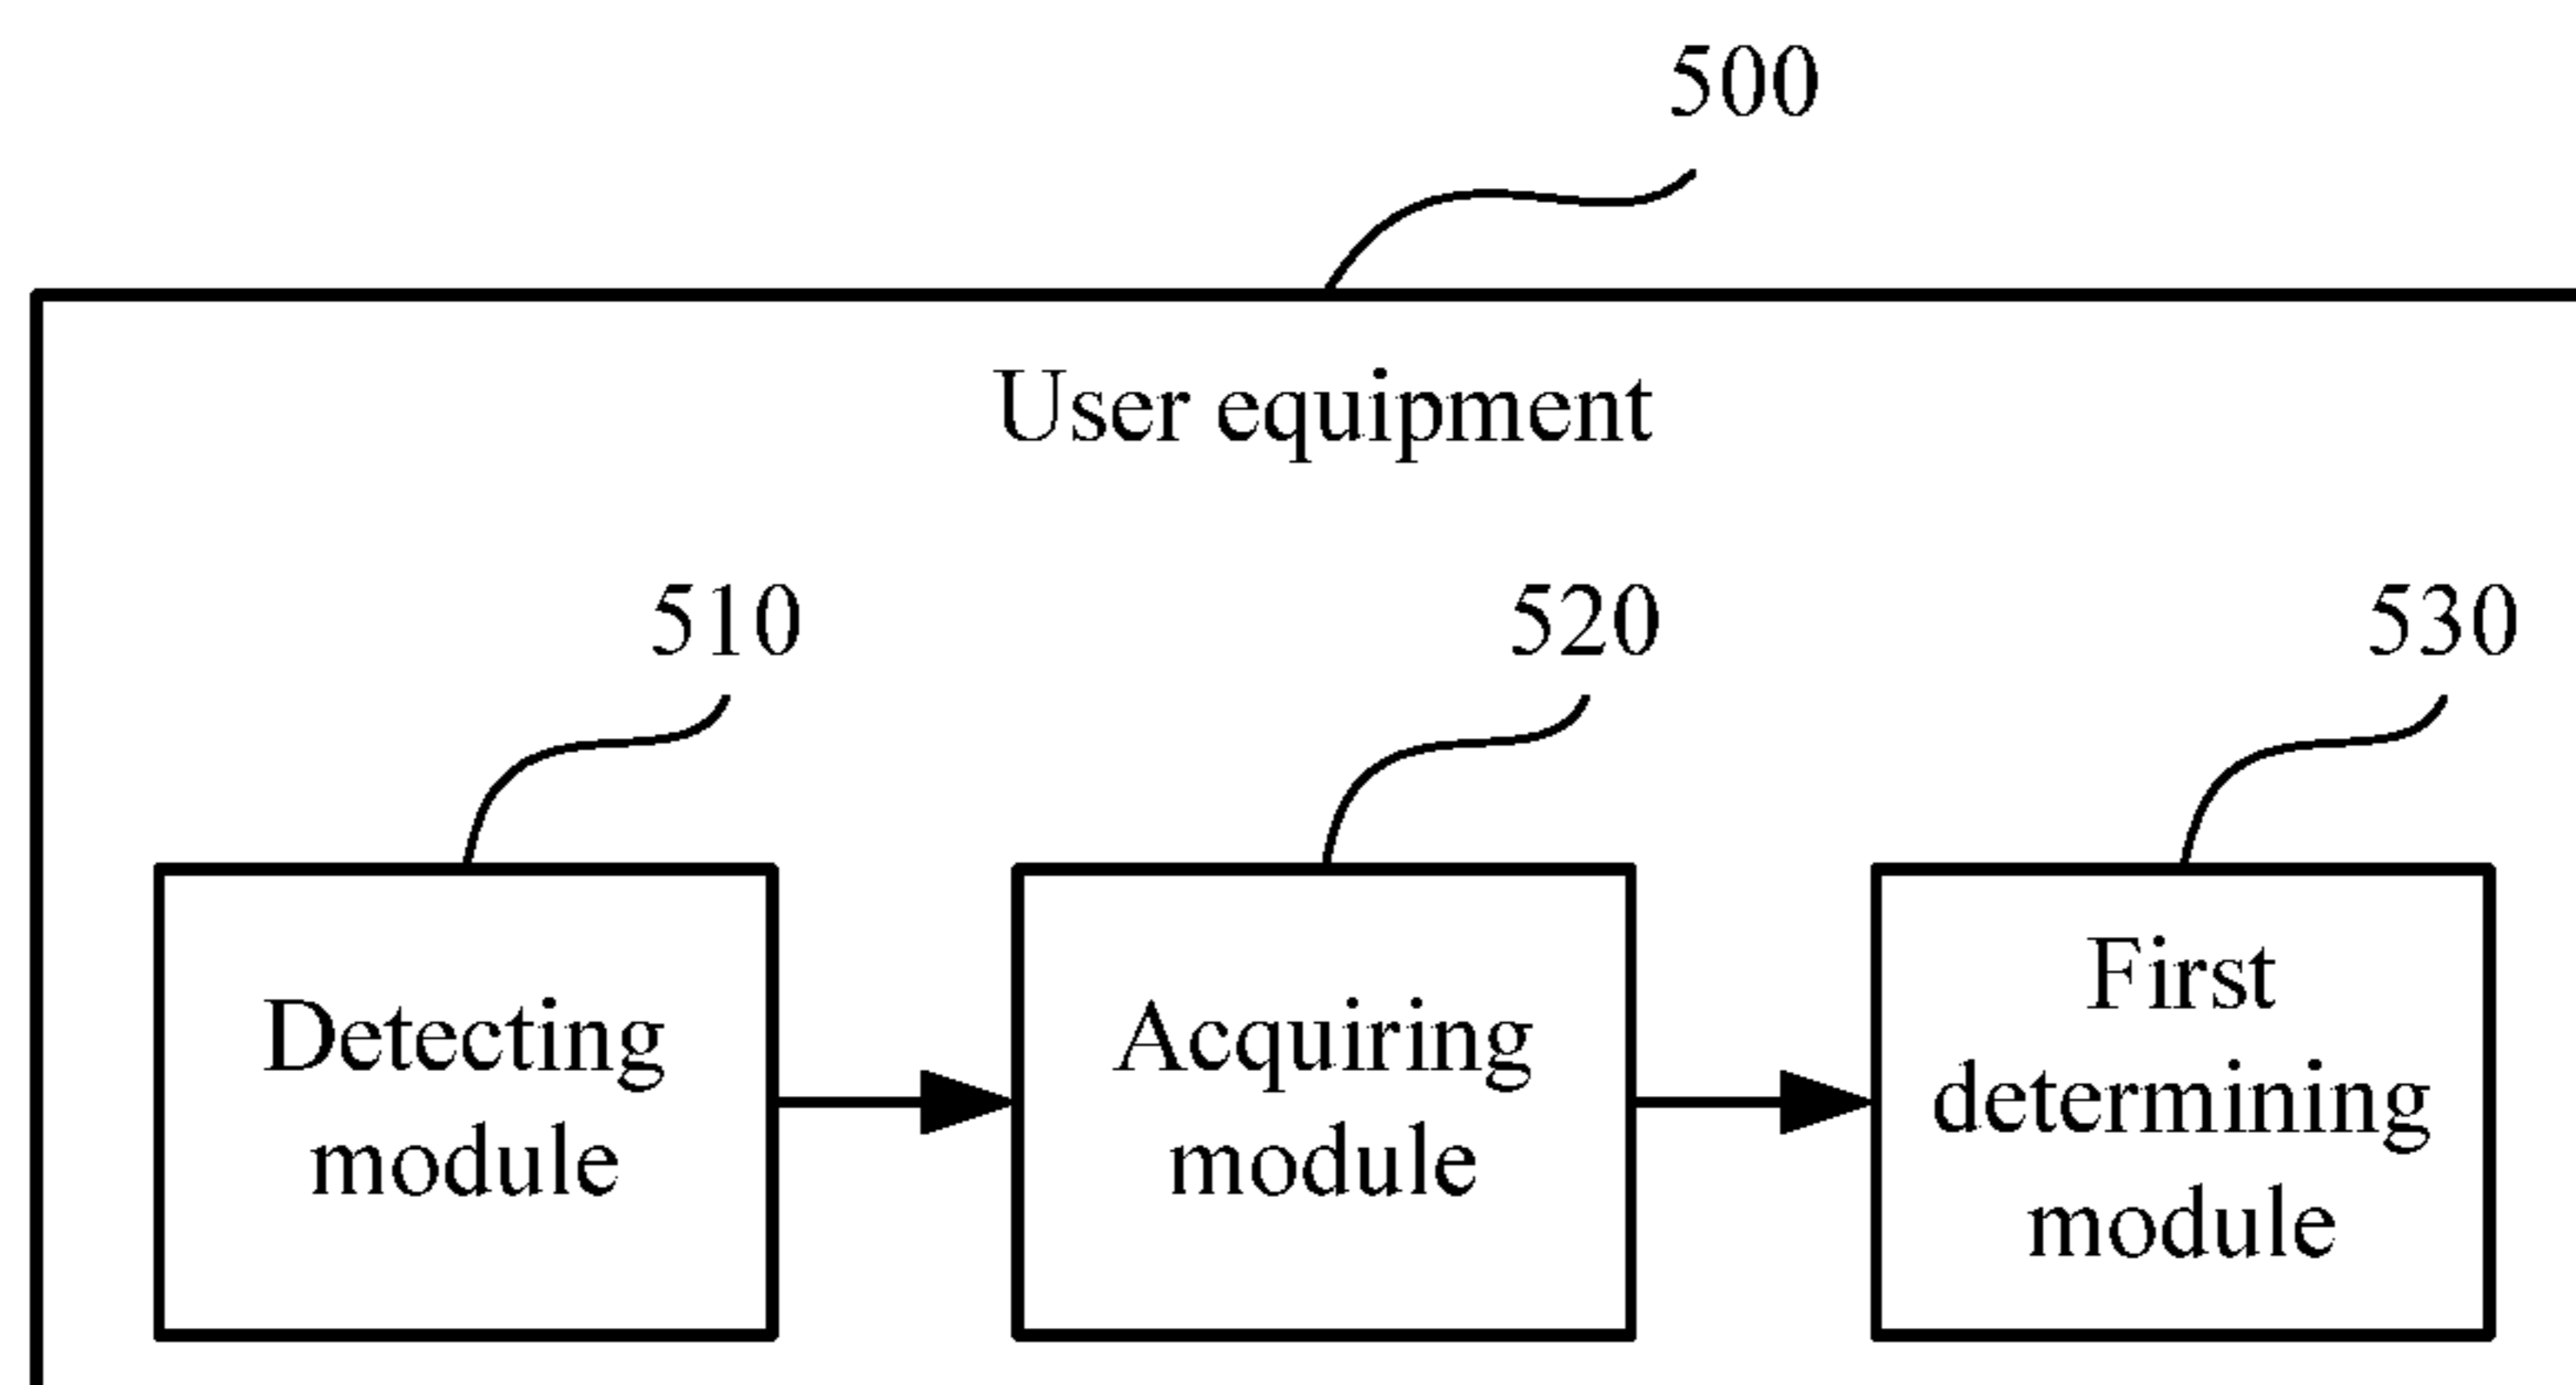 500
User equipment
510
520
530
Detecting
module
Acquiring
module
First
determining
module